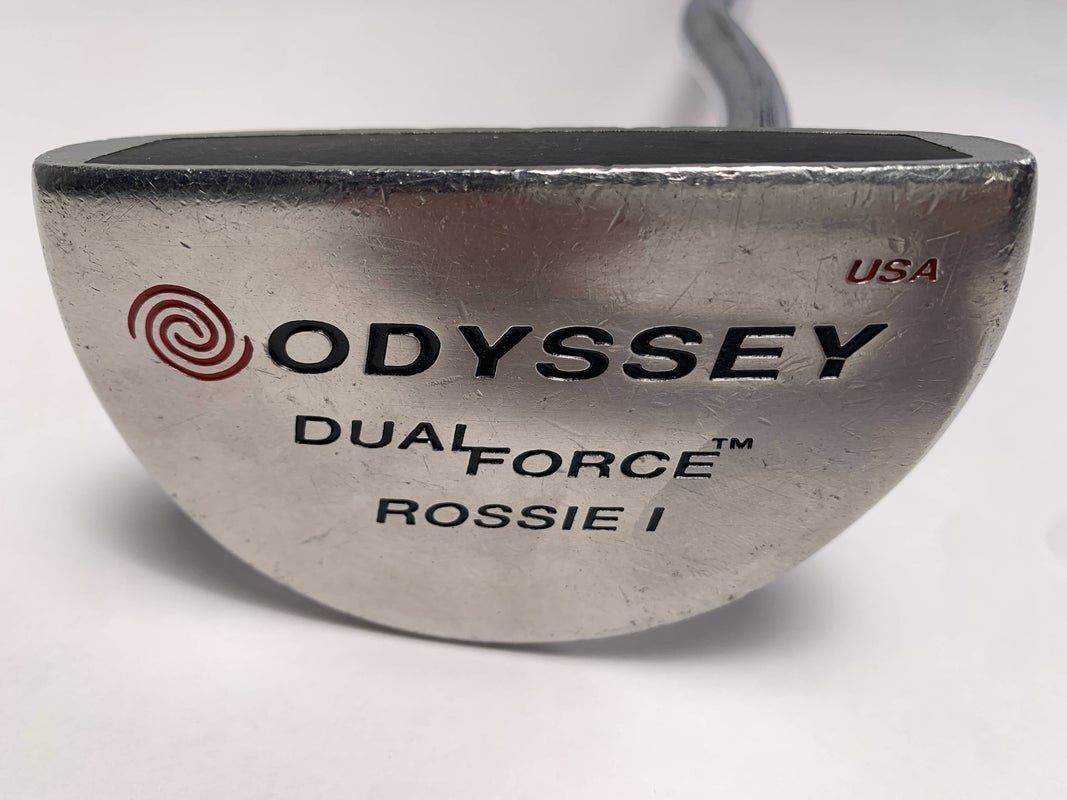 USA
ODYSSEY
DUAL FORCE™
ROSSIE I